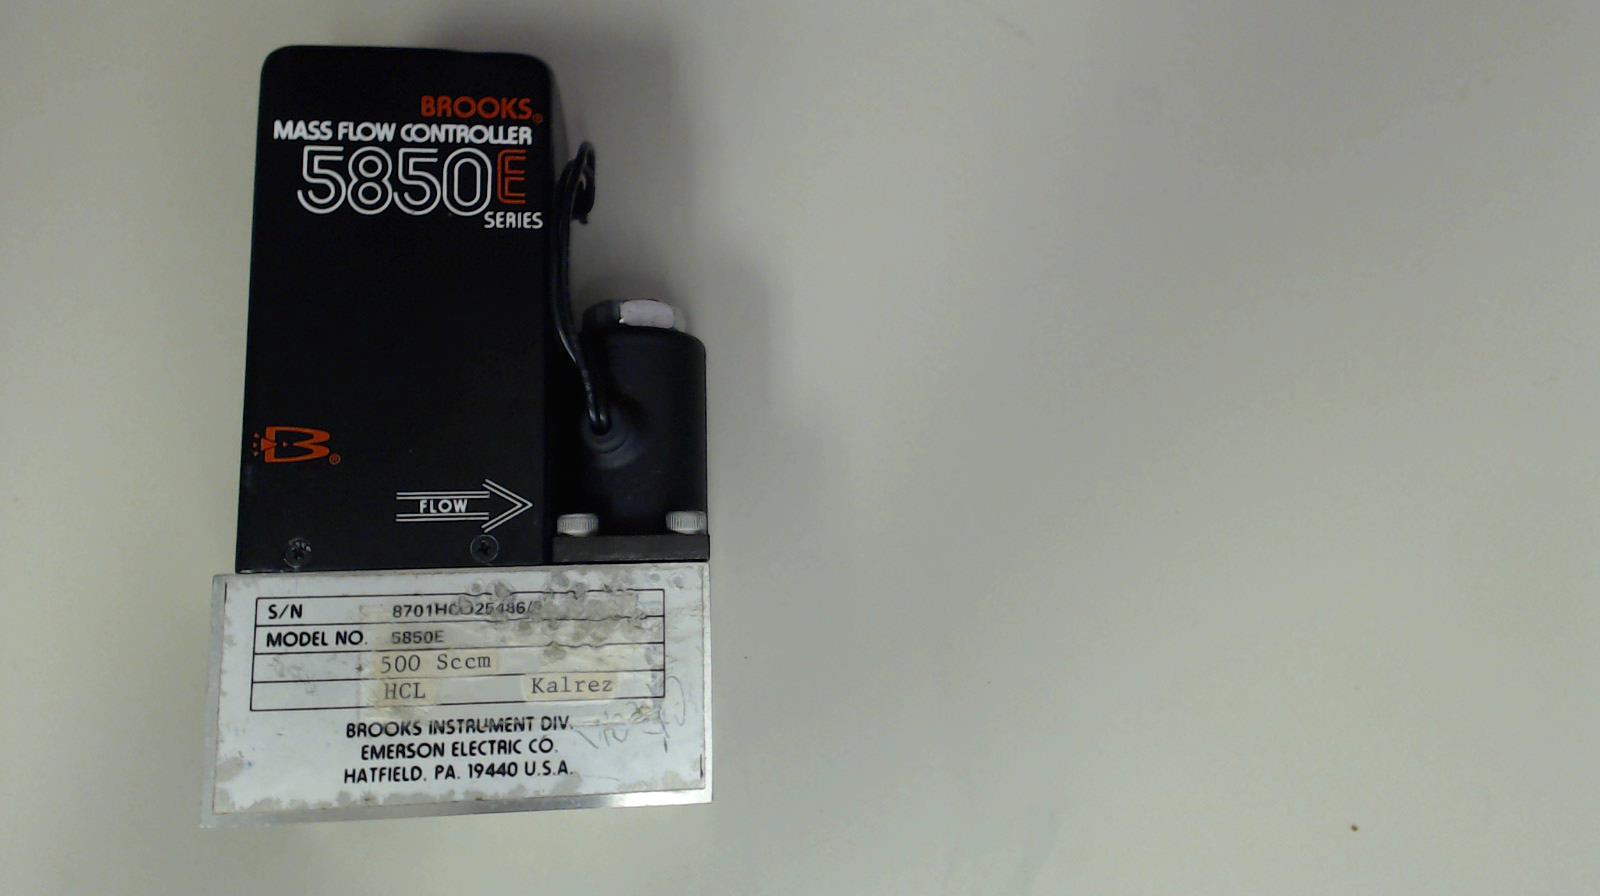 BROOKS®
MASS FLOW CONTROLLER
5850E
SERIES
B®
FLOW
S/N
MODEL NO. 5850E
500 Sccm
HCL Kalrez
BROOKS INSTRUMENT DIV.
EMERSON ELECTRIC CO.
HATFIELD, PA. 19440 U.S.A.